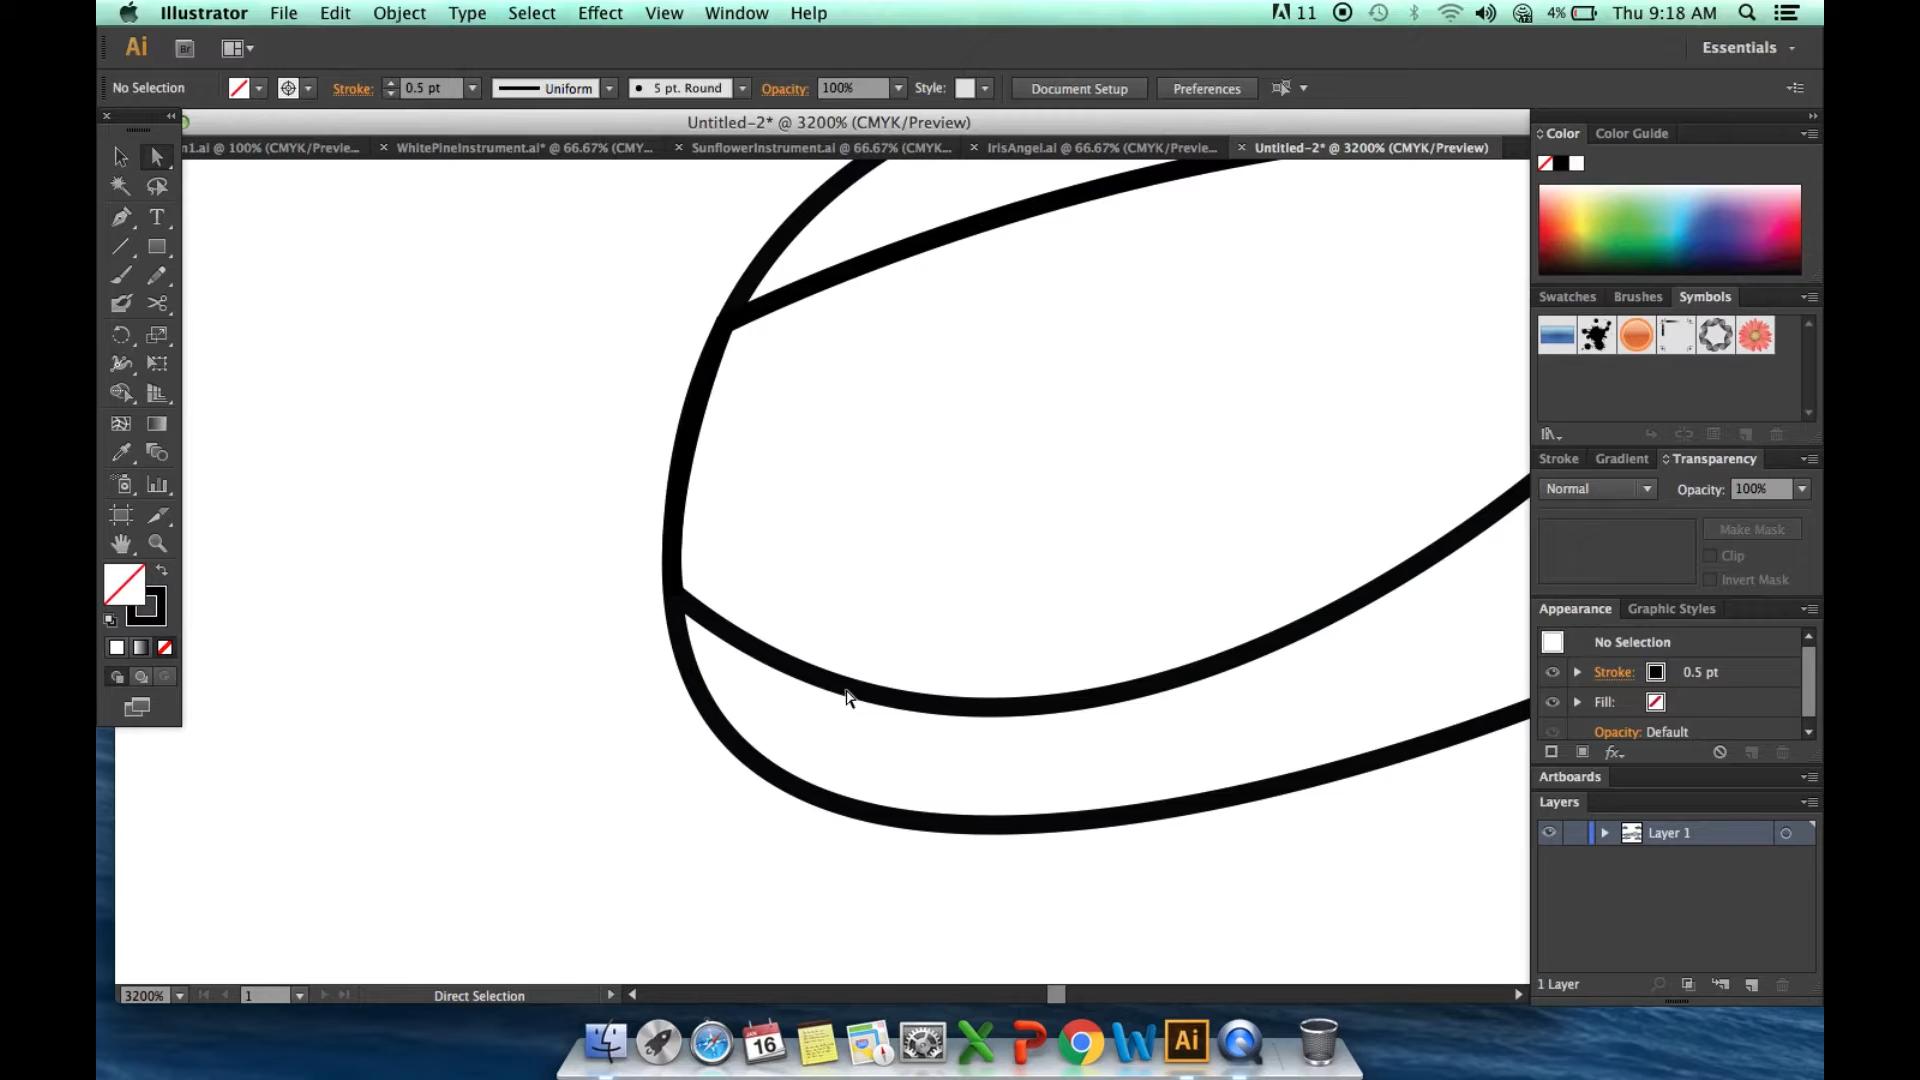 Illustrator File Edit Object Type Select Effect View Window Help 11 4% Thu 9:18 AM
Ai Br Essentials
No Selection Stroke: 0.5 pt Uniform 5 pt. Round Opacity: 100% Style: Document Setup Preferences
Untitled-2* @ 3200% (CMYK/Preview)
n1.ai @ 100% (CMYK/Previe... WhitePineInstrument.ai* @ 66.67% (CMY... SunflowerInstrument.ai @ 66.67% (CMYK... IrisAngel.ai @ 66.67% (CMYK/Previe... Untitled-2* @ 3200% (CMYK/Preview)
Color Color Guide
Swatches Brushes Symbols
Stroke Gradient Transparency
Normal Opacity: 100%
Make Mask
Clip
Invert Mask
Appearance Graphic Styles
No Selection
Stroke: 0.5 pt
Fill:
Opacity: Default
fx
Artboards
Layers
Layer 1
1 Layer
3200% 1 Direct Selection
JAN
16
Ai